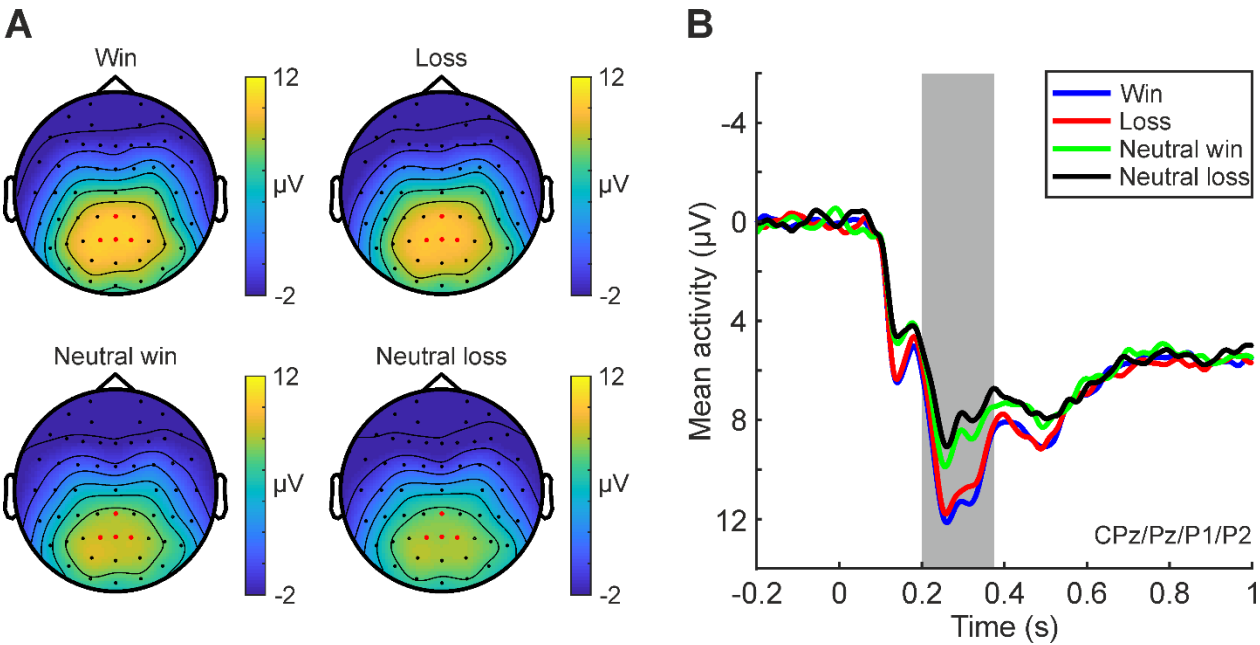 A
Win
12
µV
-2
Loss
12
µV
-2
Neutral win
12
µV
-2
Neutral loss
12
µV
-2
B
Win
Loss
Neutral win
Neutral loss
-4
0
4
8
12
Mean activity (µV)
CPz/Pz/P1/P2
-0.2 0 0.2 0.4 0.6 0.8 1
Time (s)